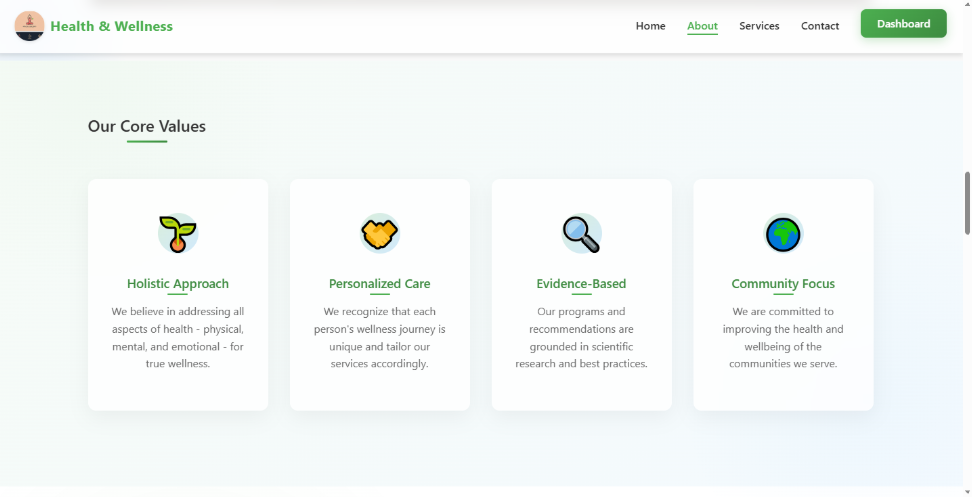 Health & Wellness
Home
About
Services
Contact
Dashboard
Our Core Values
Holistic Approach
We believe in addressing all
aspects of health - physical,
mental, and emotional - for
true wellness.
Personalized Care
We recognize that each
person's wellness journey is
unique and tailor our
services accordingly.
Evidence-Based
Our programs and
recommendations are
grounded in scientific
research and best practices.
Community Focus
We are committed to
improving the health and
wellbeing of the
communities we serve.